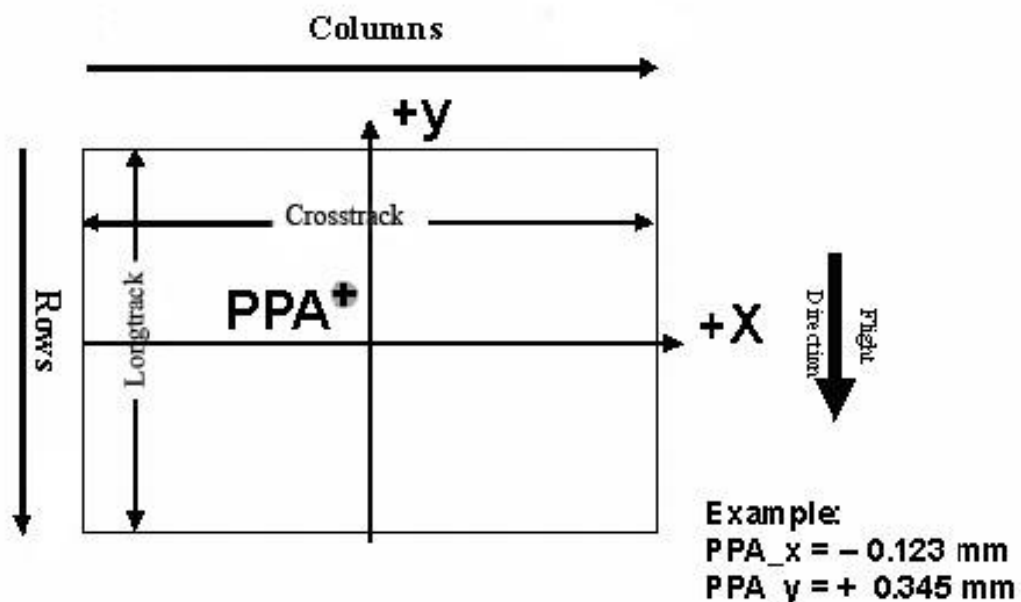 Columns
+y
Crosstrack
Rows
Longtrack
PPA
+X
Flight
Direction
Example:
PPA_x = – 0.123 mm
PPA_y = + 0.345 mm